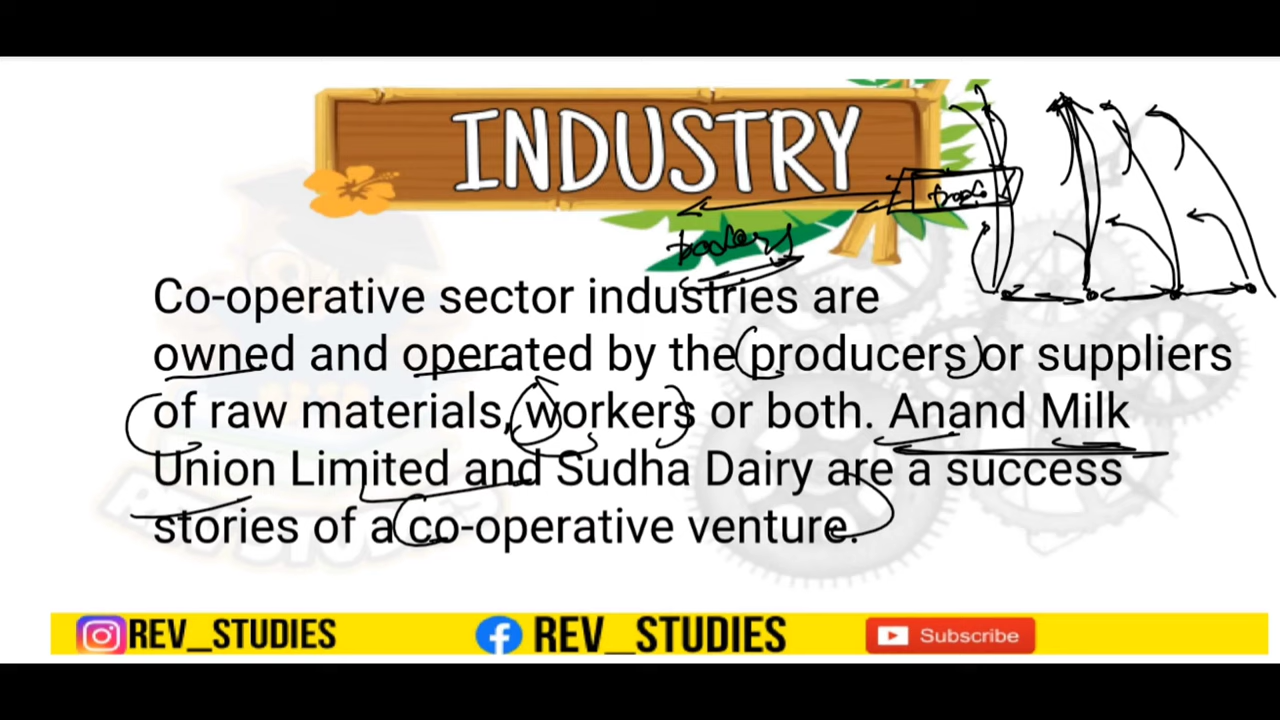 INDUSTRY
Co-operative sector industries are
owned and operated by the producers or suppliers
of raw materials, workers or both. Anand Milk
Union Limited and Sudha Dairy are a success
stories of a co-operative venture.
REV_STUDIES
REV_STUDIES
Subscribe